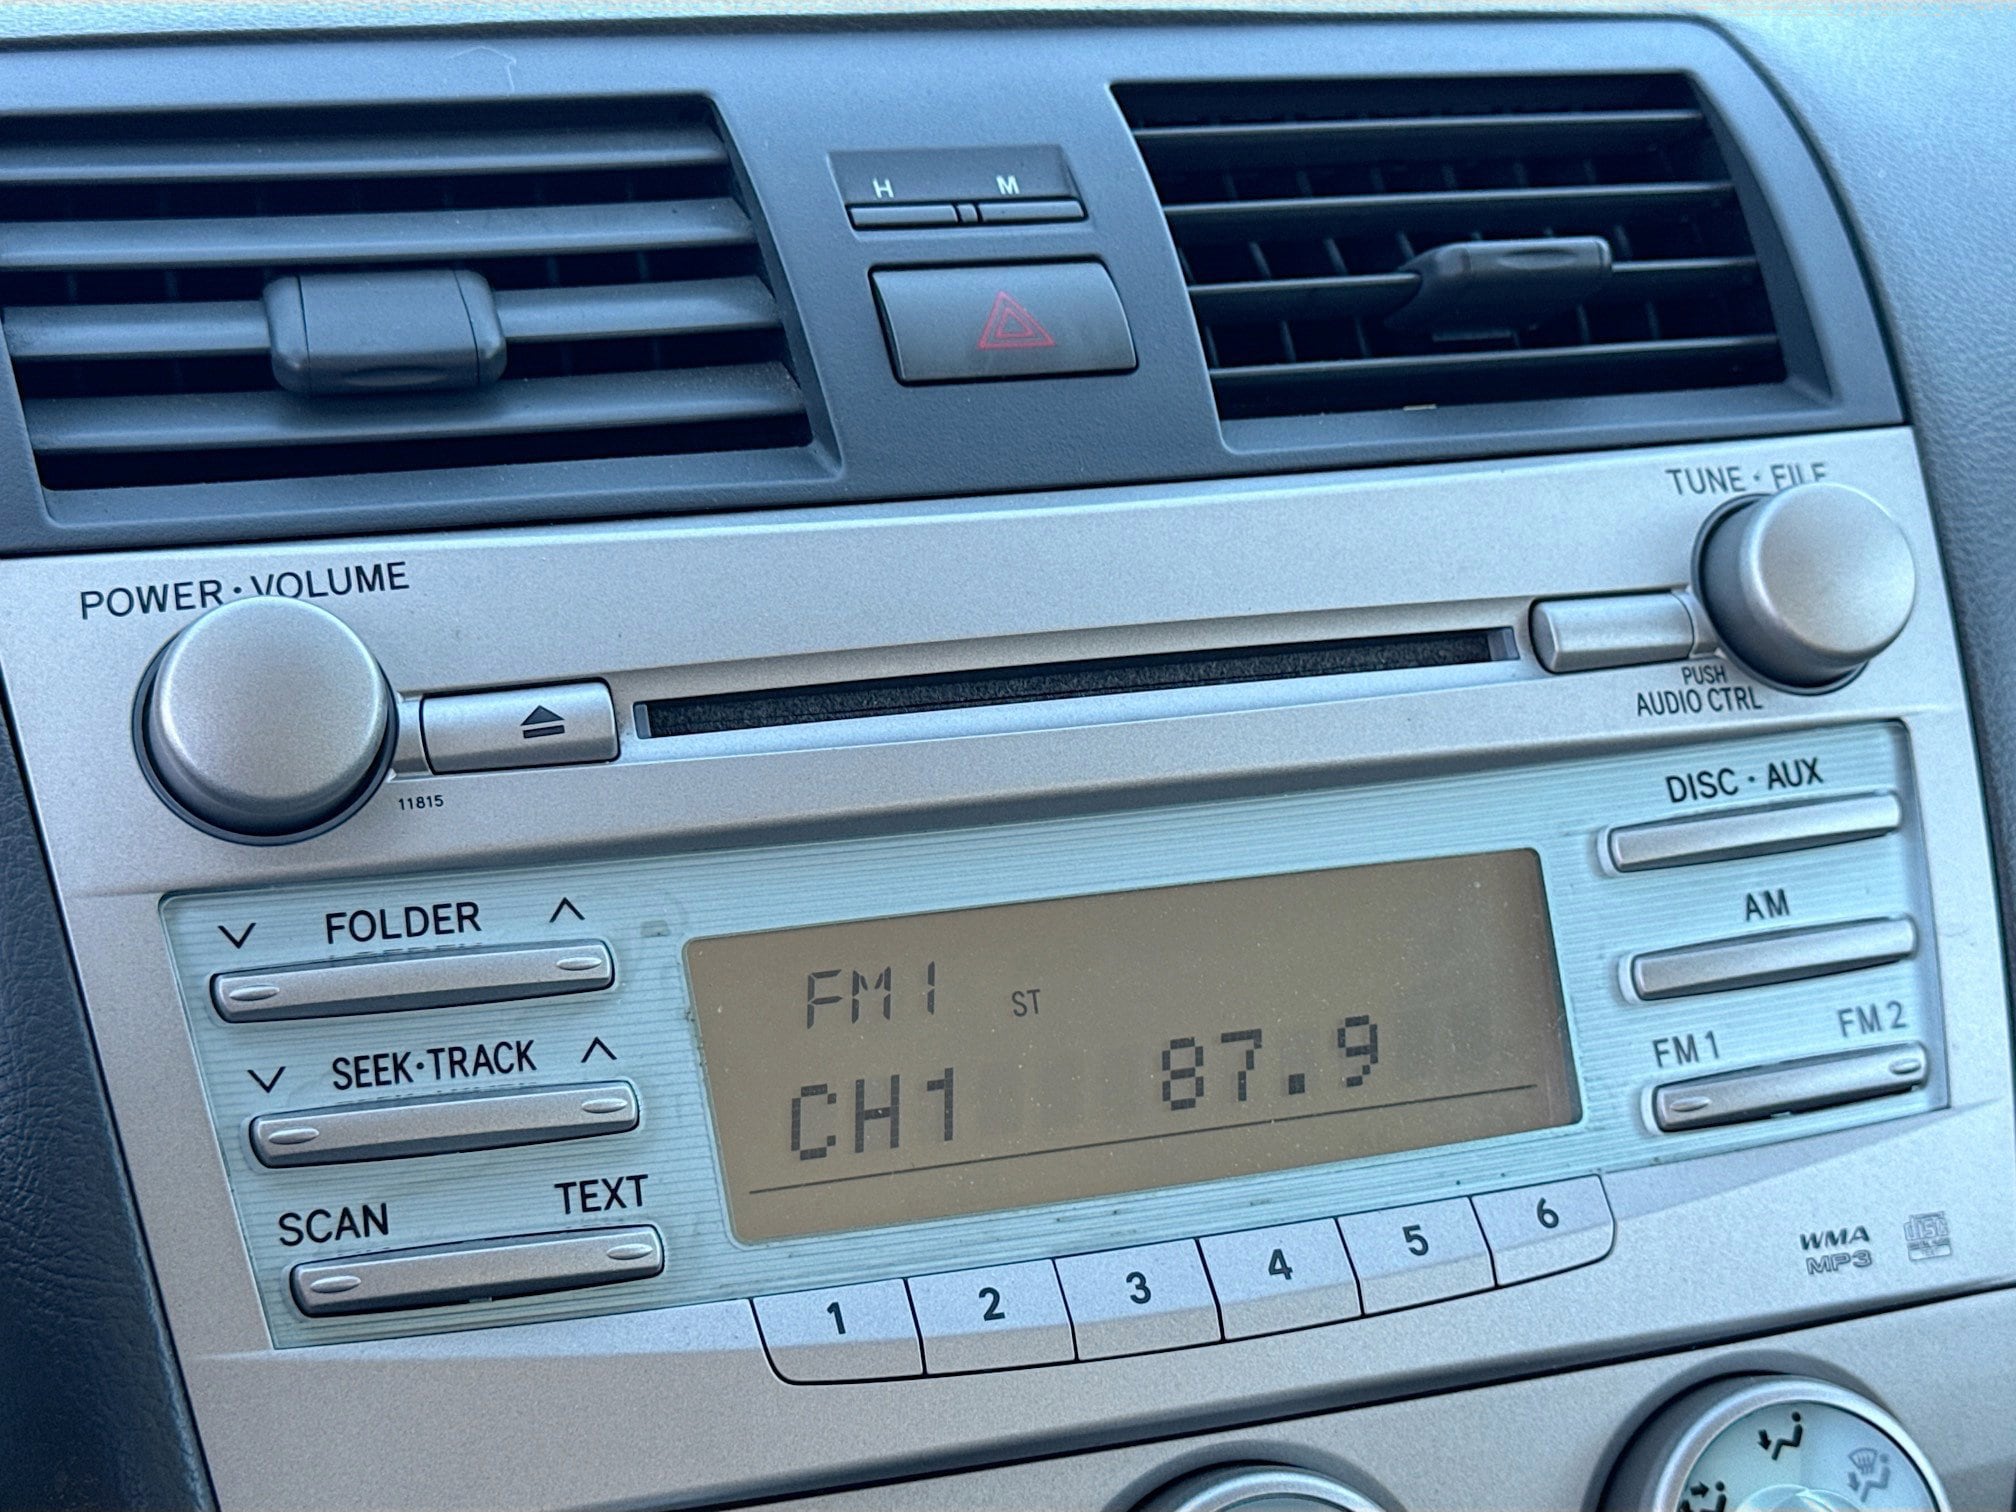 H M
TUNE • FILE
POWER • VOLUME
PUSH
AUDIO CTRL
11815
DISC • AUX
FOLDER
AM
FM1 ST
SEEK•TRACK
CH1 87.9
FM1 FM2
SCAN TEXT
1 2 3 4 5 6
WMA
MP3